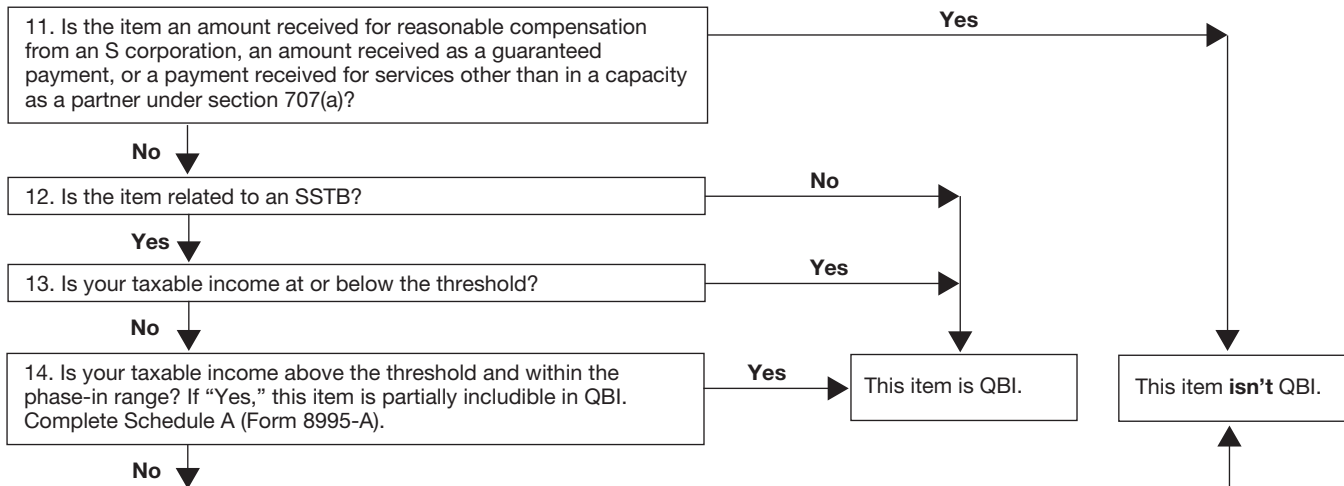 11. Is the item an amount received for reasonable compensation
from an S corporation, an amount received as a guaranteed
payment, or a payment received for services other than in a capacity
as a partner under section 707(a)?
Yes
No
12. Is the item related to an SSTB?
No
Yes
13. Is your taxable income at or below the threshold?
Yes
No
14. Is your taxable income above the threshold and within the
phase-in range? If “Yes,” this item is partially includible in QBI.
Complete Schedule A (Form 8995-A).
Yes
This item is QBI.
This item isn’t QBI.
No